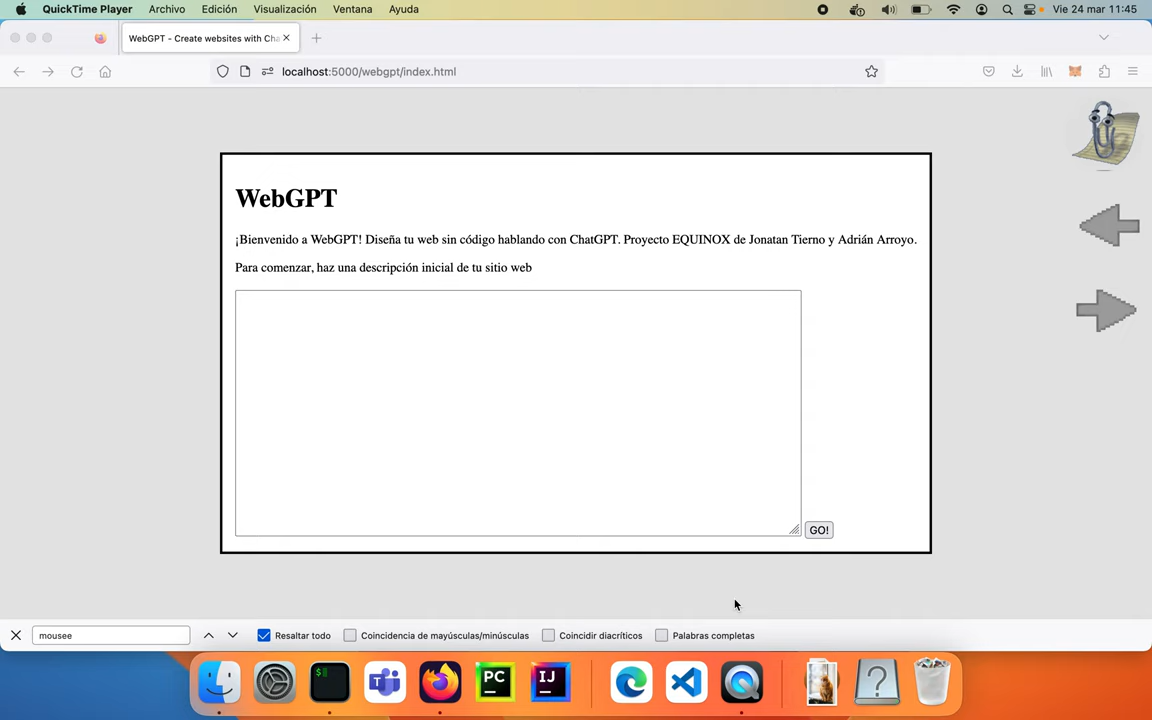 QuickTime Player Archivo Edición Visualización Ventana Ayuda Vie 24 mar 11:45
WebGPT - Create websites with Cha
localhost:5000/webgpt/index.html
WebGPT
¡Bienvenido a WebGPT! Diseña tu web sin código hablando con ChatGPT. Proyecto EQUINOX de Jonatan Tierno y Adrián Arroyo.
Para comenzar, haz una descripción inicial de tu sitio web
GO!
mousee Resaltar todo Coincidencia de mayúsculas/minúsculas Coincidir diacríticos Palabras completas
$ PC IJ ?